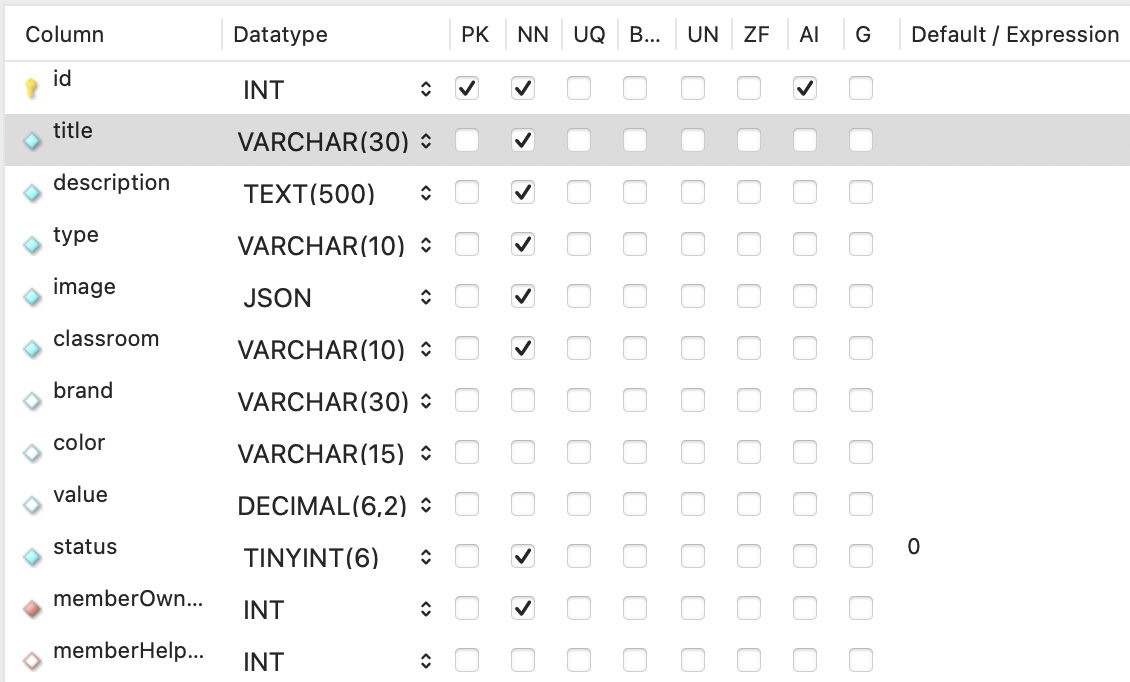 Column Datatype PK NN UQ B... UN ZF AI G Default / Expression
id INT
title VARCHAR(30)
description TEXT(500)
type VARCHAR(10)
image JSON
classroom VARCHAR(10)
brand VARCHAR(30)
color VARCHAR(15)
value DECIMAL(6,2)
status TINYINT(6) 0
memberOwn... INT
memberHelp... INT